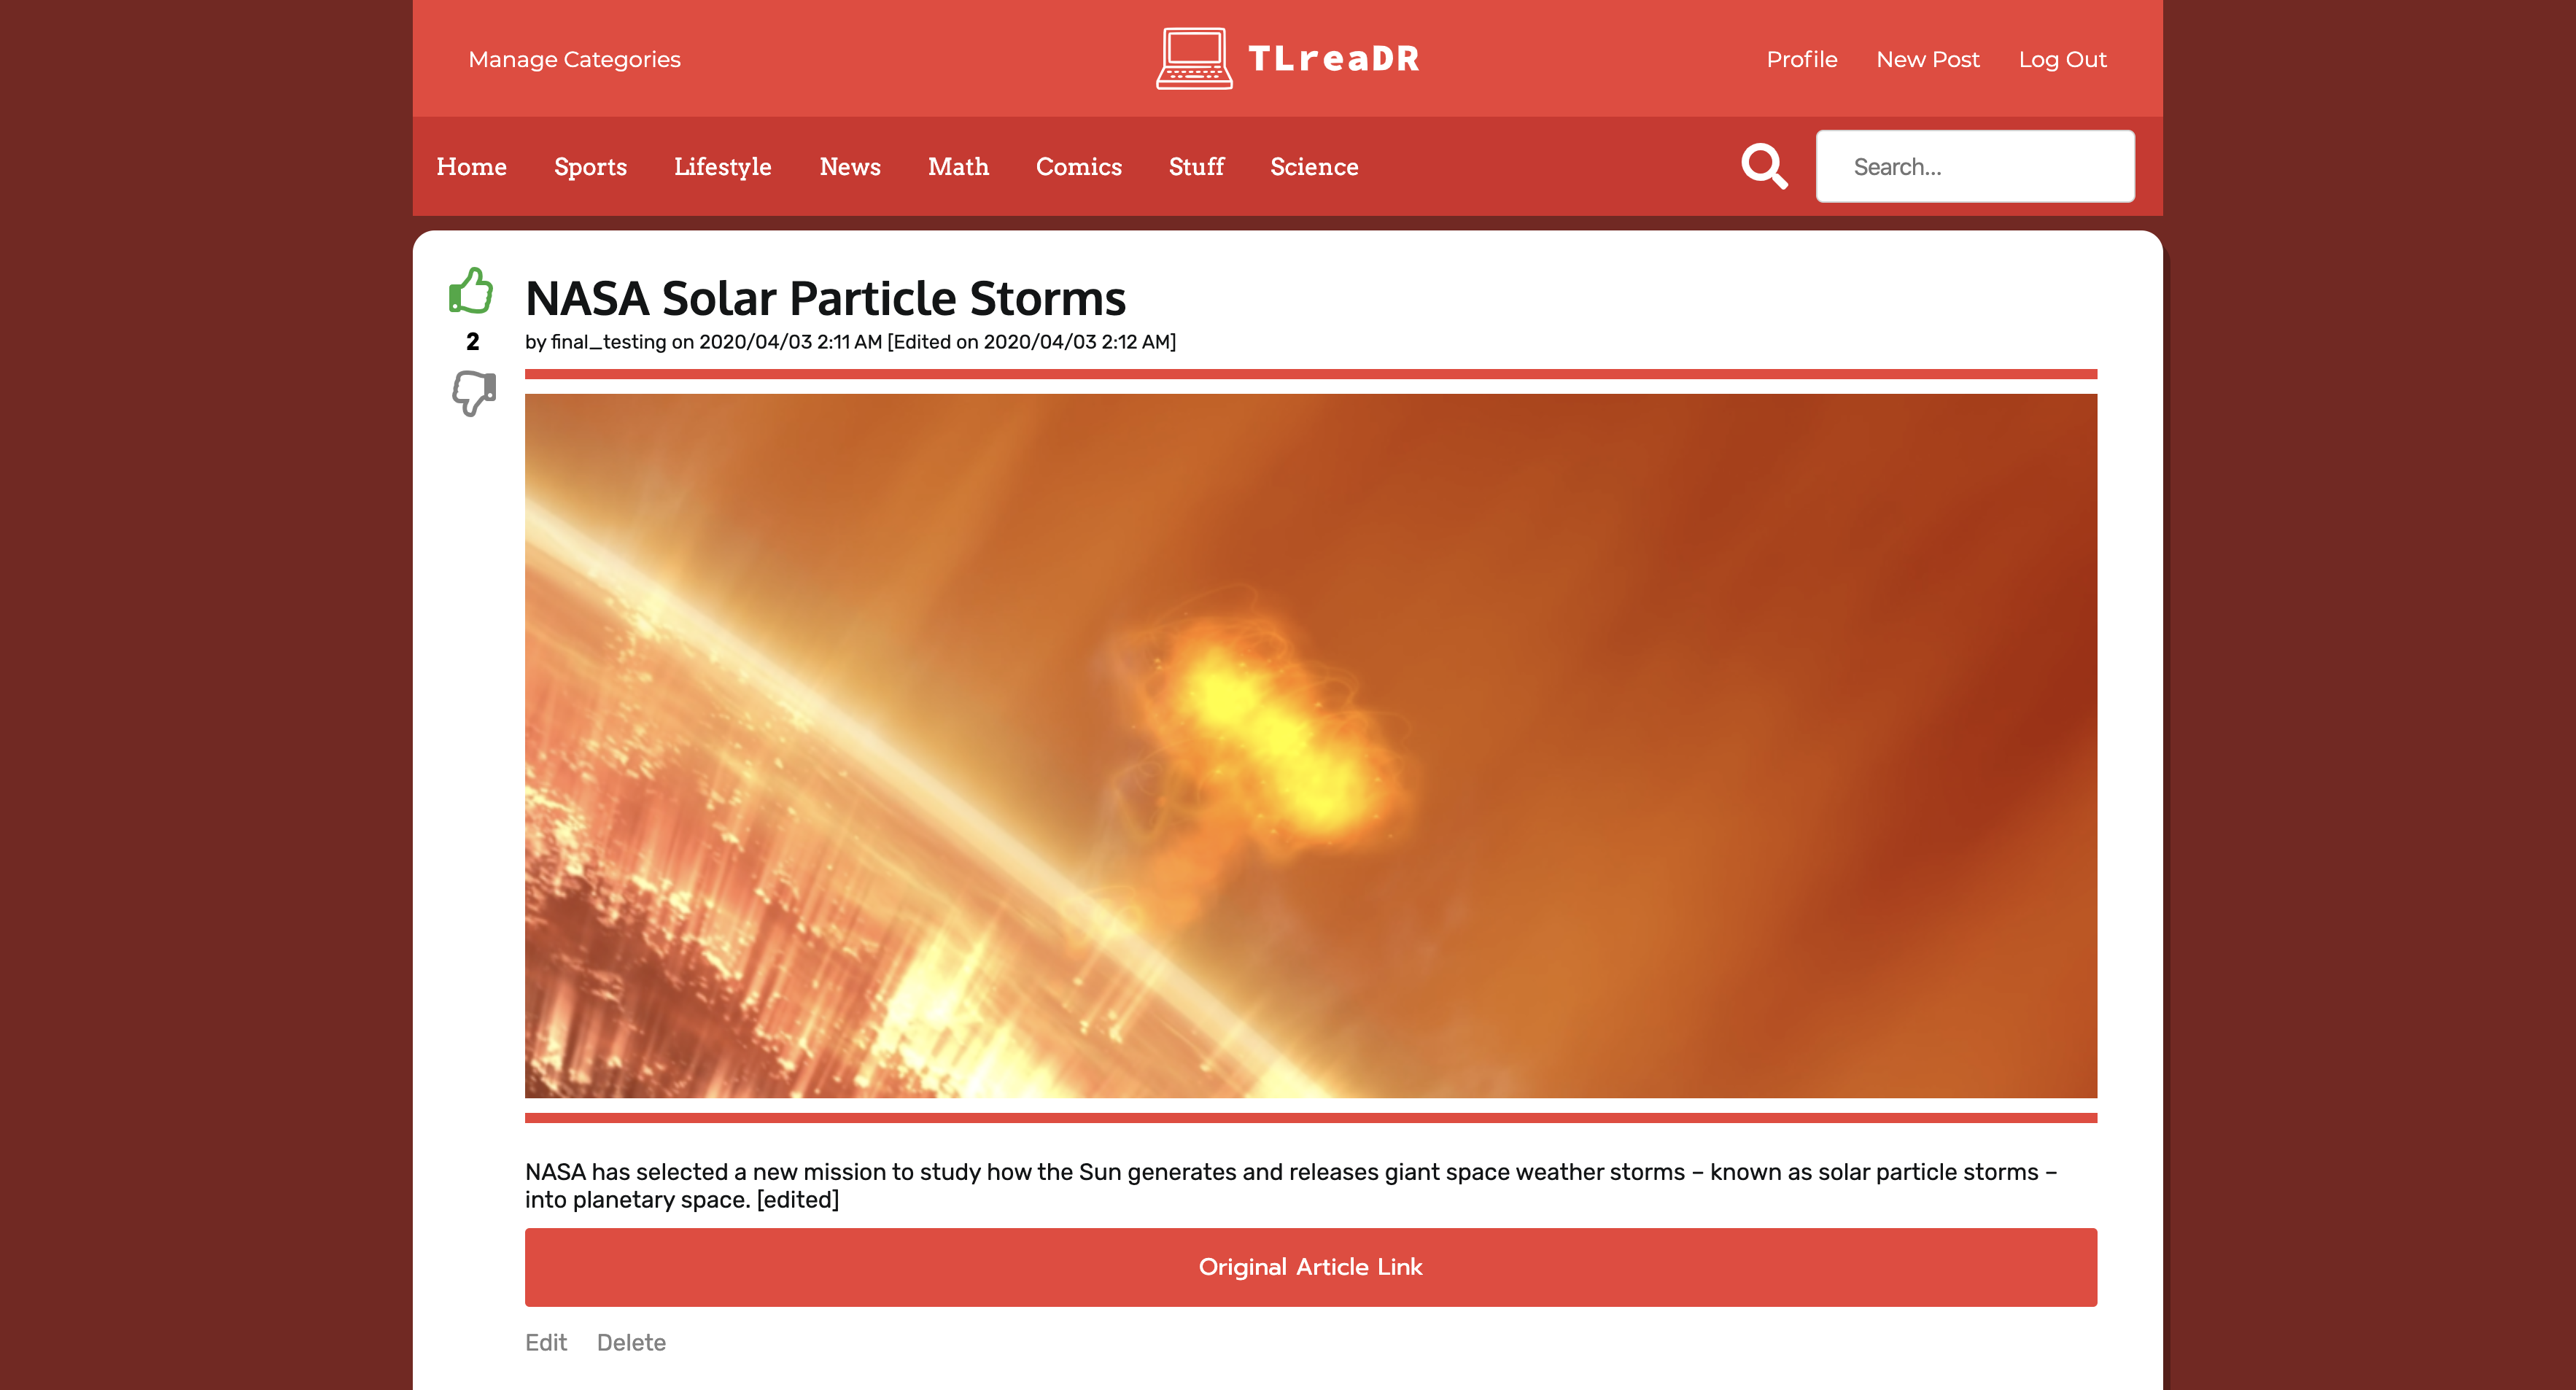 Manage Categories
TLreaDR
Profile New Post Log Out
Home Sports Lifestyle News Math Comics Stuff Science
Search...
NASA Solar Particle Storms
2
by final_testing on 2020/04/03 2:11 AM [Edited on 2020/04/03 2:12 AM]
NASA has selected a new mission to study how the Sun generates and releases giant space weather storms – known as solar particle storms –
into planetary space. [edited]
Original Article Link
Edit Delete